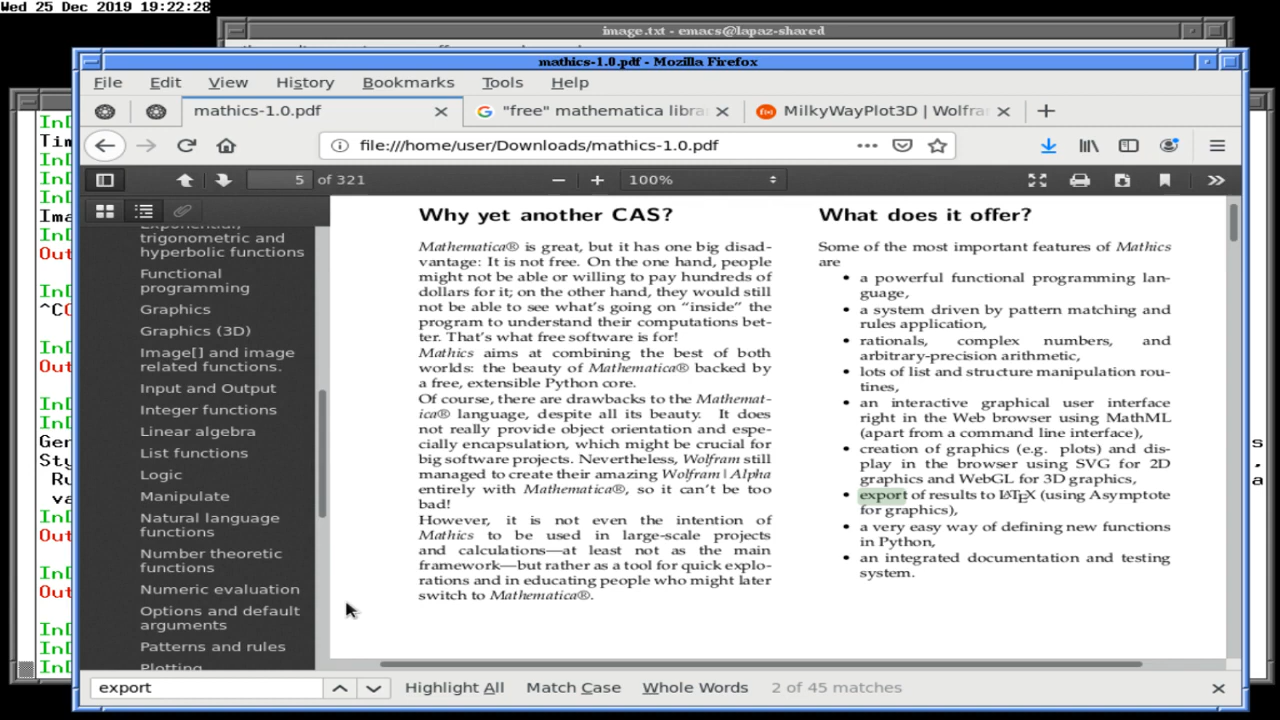 Wed 25 Dec 2019 19:22:28
image.txt - emacs@lapaz-shared
mathics-1.0.pdf - Mozilla Firefox
File Edit View History Bookmarks Tools Help
mathics-1.0.pdf
"free" mathematica libra
MilkyWayPlot3D | Wolfra
file:///home/user/Downloads/mathics-1.0.pdf
5 of 321
100%
trigonometric and
hyperbolic functions
Functional
programming
Graphics
Graphics (3D)
Image[] and image
related functions.
Input and Output
Integer functions
Linear algebra
List functions
Logic
Manipulate
Natural language
functions
Number theoretic
functions
Numeric evaluation
Options and default
arguments
Patterns and rules
Plotting
Why yet another CAS?
Mathematica® is great, but it has one big disad-
vantage: It is not free. On the one hand, people
might not be able or willing to pay hundreds of
dollars for it; on the other hand, they would still
not be able to see what's going on “inside” the
program to understand their computations bet-
ter. That's what free software is for!
Mathics aims at combining the best of both
worlds: the beauty of Mathematica® backed by
a free, extensible Python core.
Of course, there are drawbacks to the Mathemat-
ica® language, despite all its beauty. It does
not really provide object orientation and espe-
cially encapsulation, which might be crucial for
big software projects. Nevertheless, Wolfram still
managed to create their amazing Wolfram|Alpha
entirely with Mathematica®, so it can't be too
bad!
However, it is not even the intention of
Mathics to be used in large-scale projects
and calculations—at least not as the main
framework—but rather as a tool for quick explo-
rations and in educating people who might later
switch to Mathematica®.
What does it offer?
Some of the most important features of Mathics
are
• a powerful functional programming lan-
guage,
• a system driven by pattern matching and
rules application,
• rationals, complex numbers, and
arbitrary-precision arithmetic,
• lots of list and structure manipulation rou-
tines,
• an interactive graphical user interface
right in the Web browser using MathML
(apart from a command line interface),
• creation of graphics (e.g. plots) and dis-
play in the browser using SVG for 2D
graphics and WebGL for 3D graphics,
• export of results to LATEX (using Asymptote
for graphics),
• a very easy way of defining new functions
in Python,
• an integrated documentation and testing
system.
export
Highlight All Match Case Whole Words 2 of 45 matches